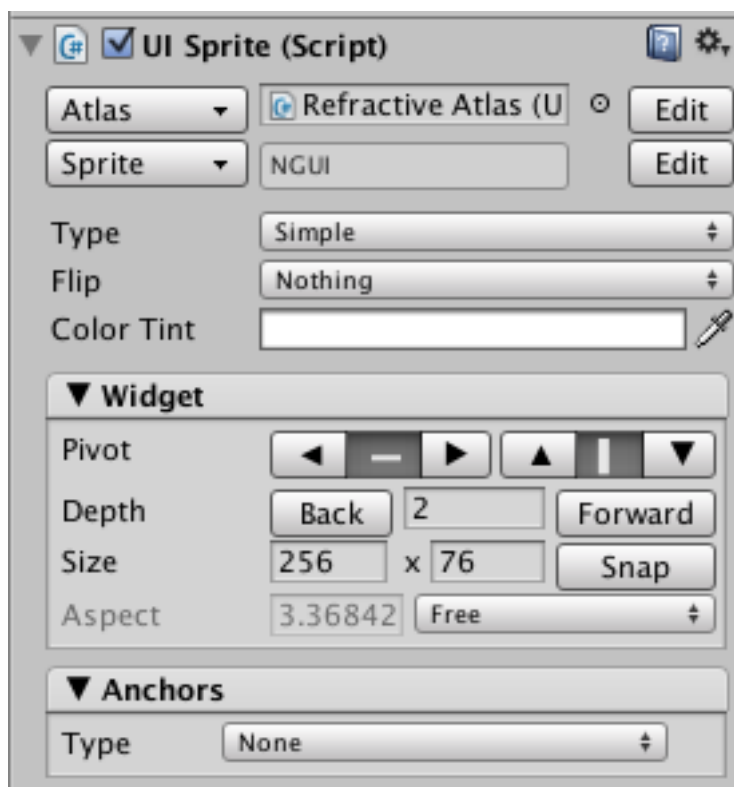 UI Sprite (Script)
Atlas Refractive Atlas (U Edit
Sprite NGUI Edit
Type Simple
Flip Nothing
Color Tint
Widget
Pivot
Depth Back 2 Forward
Size 256 x 76 Snap
Aspect 3.36842 Free
Anchors
Type None